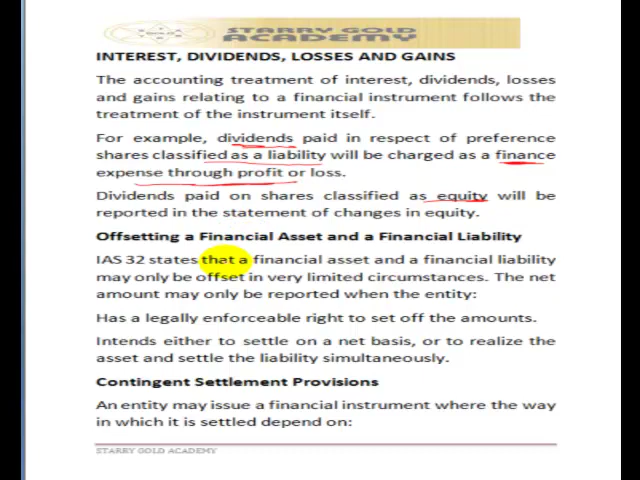 STARRY GOLD
ACADEMY
INTEREST, DIVIDENDS, LOSSES AND GAINS
The accounting treatment of interest, dividends, losses
and gains relating to a financial instrument follows the
treatment of the instrument itself.
For example, dividends paid in respect of preference
shares classified as a liability will be charged as a finance
expense through profit or loss.
Dividends paid on shares classified as equity will be
reported in the statement of changes in equity.
Offsetting a Financial Asset and a Financial Liability
IAS 32 states that a financial asset and a financial liability
may only be offset in very limited circumstances. The net
amount may only be reported when the entity:
Has a legally enforceable right to set off the amounts.
Intends either to settle on a net basis, or to realize the
asset and settle the liability simultaneously.
Contingent Settlement Provisions
An entity may issue a financial instrument where the way
in which it is settled depend on:
STARRY GOLD ACADEMY